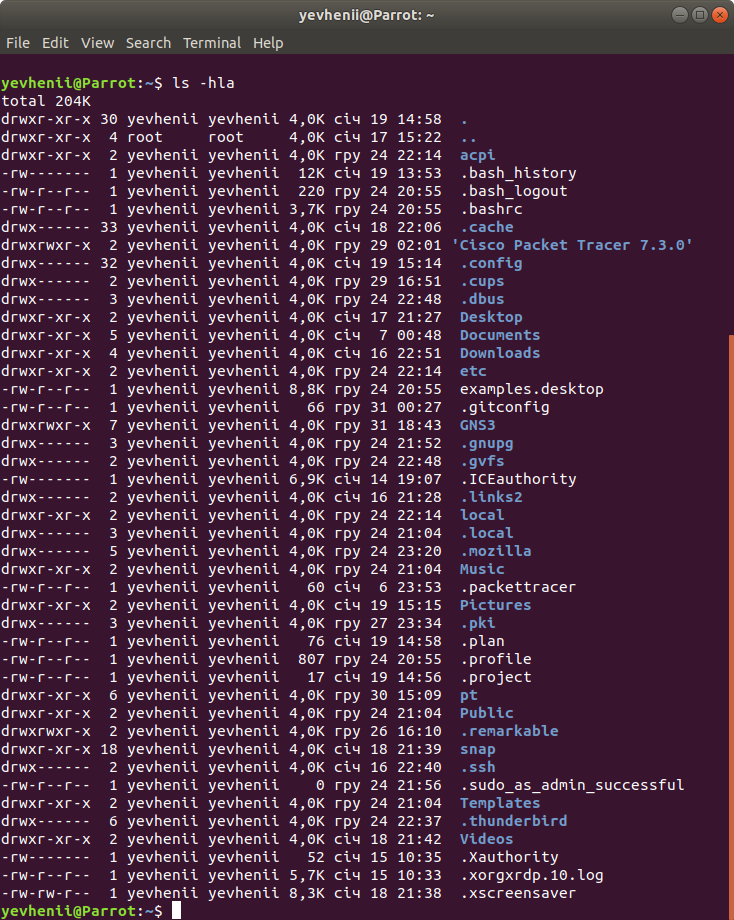 yevhenii@Parrot: ~
File Edit View Search Terminal Help
yevhenii@Parrot:~$ ls -hla
total 204K
drwxr-xr-x 30 yevhenii yevhenii 4,0K січ 19 14:58 .
drwxr-xr-x 4 root root 4,0K січ 17 15:22 ..
drwxr-xr-x 2 yevhenii yevhenii 4,0K гру 24 22:14 acpi
-rw------- 1 yevhenii yevhenii 12K січ 19 13:53 .bash_history
-rw-r--r-- 1 yevhenii yevhenii 220 гру 24 20:55 .bash_logout
-rw-r--r-- 1 yevhenii yevhenii 3,7K гру 24 20:55 .bashrc
drwx------ 33 yevhenii yevhenii 4,0K січ 18 22:06 .cache
drwxrwxr-x 2 yevhenii yevhenii 4,0K гру 29 02:01 'Cisco Packet Tracer 7.3.0'
drwx------ 32 yevhenii yevhenii 4,0K січ 19 15:14 .config
drwx------ 2 yevhenii yevhenii 4,0K гру 29 16:51 .cups
drwx------ 3 yevhenii yevhenii 4,0K гру 24 22:48 .dbus
drwxr-xr-x 2 yevhenii yevhenii 4,0K січ 17 21:27 Desktop
drwxr-xr-x 5 yevhenii yevhenii 4,0K січ 7 00:48 Documents
drwxr-xr-x 4 yevhenii yevhenii 4,0K січ 16 22:51 Downloads
drwxr-xr-x 2 yevhenii yevhenii 4,0K гру 24 22:14 etc
-rw-r--r-- 1 yevhenii yevhenii 8,8K гру 24 20:55 examples.desktop
-rw-r--r-- 1 yevhenii yevhenii 66 гру 31 00:27 .gitconfig
drwxrwxr-x 7 yevhenii yevhenii 4,0K гру 31 18:43 GNS3
drwx------ 3 yevhenii yevhenii 4,0K гру 24 21:52 .gnupg
drwx------ 2 yevhenii yevhenii 4,0K гру 24 22:48 .gvfs
-rw------- 1 yevhenii yevhenii 6,9K січ 14 19:07 .ICEauthority
drwx------ 2 yevhenii yevhenii 4,0K січ 16 21:28 .links2
drwxr-xr-x 2 yevhenii yevhenii 4,0K гру 24 22:14 local
drwx------ 3 yevhenii yevhenii 4,0K гру 24 21:04 .local
drwx------ 5 yevhenii yevhenii 4,0K гру 24 23:20 .mozilla
drwxr-xr-x 2 yevhenii yevhenii 4,0K гру 24 21:04 Music
-rw-r--r-- 1 yevhenii yevhenii 60 січ 6 23:53 .packettracer
drwxr-xr-x 2 yevhenii yevhenii 4,0K січ 19 15:15 Pictures
drwx------ 3 yevhenii yevhenii 4,0K гру 27 23:34 .pki
-rw-r--r-- 1 yevhenii yevhenii 76 січ 19 14:58 .plan
-rw-r--r-- 1 yevhenii yevhenii 807 гру 24 20:55 .profile
-rw-r--r-- 1 yevhenii yevhenii 17 січ 19 14:56 .project
drwxr-xr-x 6 yevhenii yevhenii 4,0K гру 30 15:09 pt
drwxr-xr-x 2 yevhenii yevhenii 4,0K гру 24 21:04 Public
drwxrwxr-x 2 yevhenii yevhenii 4,0K гру 26 16:10 .remarkable
drwxr-xr-x 18 yevhenii yevhenii 4,0K січ 18 21:39 snap
drwx------ 2 yevhenii yevhenii 4,0K січ 16 22:40 .ssh
-rw-r--r-- 1 yevhenii yevhenii 0 гру 24 21:56 .sudo_as_admin_successful
drwxr-xr-x 2 yevhenii yevhenii 4,0K гру 24 21:04 Templates
drwx------ 6 yevhenii yevhenii 4,0K гру 24 22:37 .thunderbird
drwxr-xr-x 2 yevhenii yevhenii 4,0K січ 18 21:42 Videos
-rw------- 1 yevhenii yevhenii 52 січ 15 10:35 .Xauthority
-rw-r--r-- 1 yevhenii yevhenii 5,7K січ 15 10:33 .xorgxrdp.10.log
-rw-rw-r-- 1 yevhenii yevhenii 8,3K січ 18 21:38 .xscreensaver
yevhenii@Parrot:~$